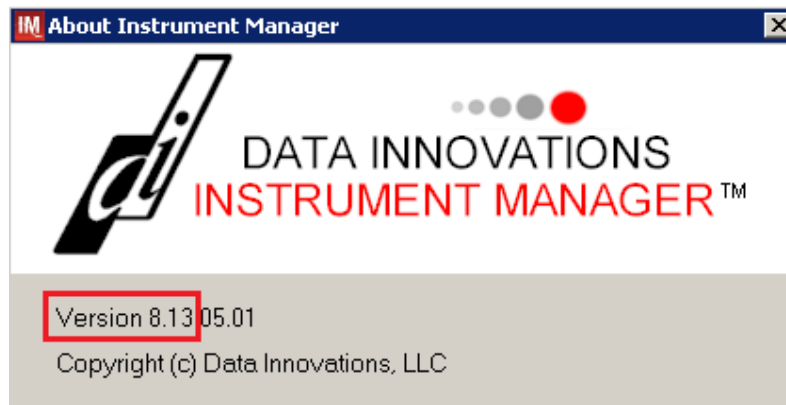 IM About Instrument Manager
di
DATA INNOVATIONS
INSTRUMENT MANAGER™
Version 8.13.05.01
Copyright (c) Data Innovations, LLC